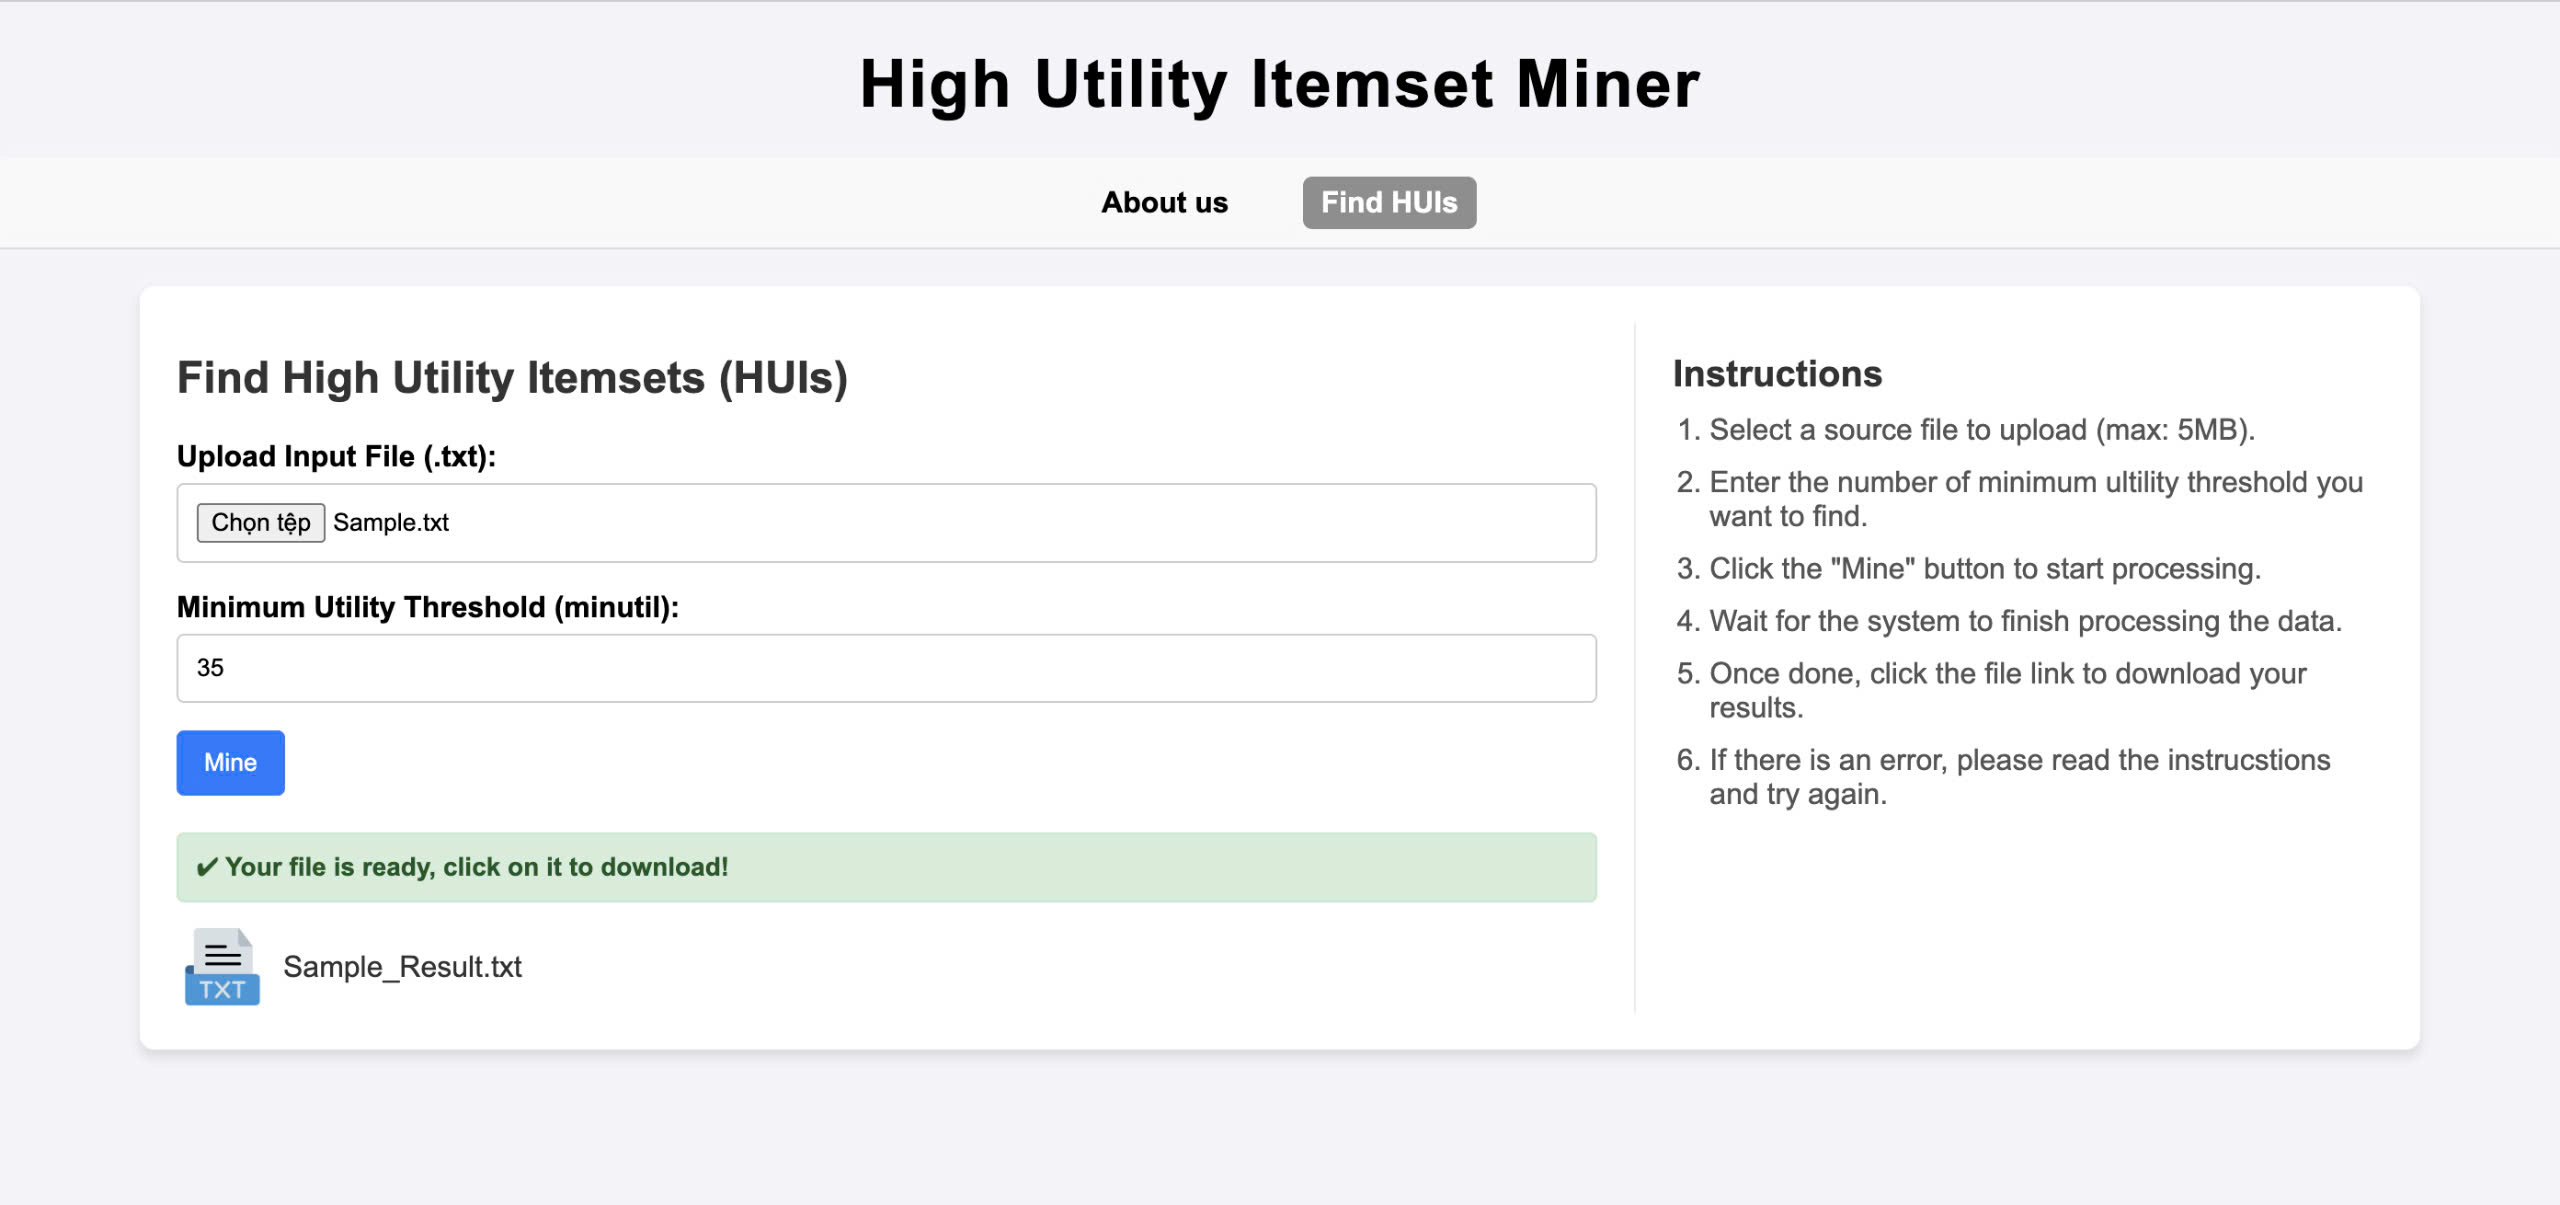 High Utility Itemset Miner
About us
Find HUIs
Find High Utility Itemsets (HUIs)
Upload Input File (.txt):
Chọn tệp Sample.txt
Minimum Utility Threshold (minutil):
35
Mine
✔ Your file is ready, click on it to download!
TXT
Sample_Result.txt
Instructions
1. Select a source file to upload (max: 5MB).
2. Enter the number of minimum ultility threshold you
want to find.
3. Click the "Mine" button to start processing.
4. Wait for the system to finish processing the data.
5. Once done, click the file link to download your
results.
6. If there is an error, please read the instrucstions
and try again.